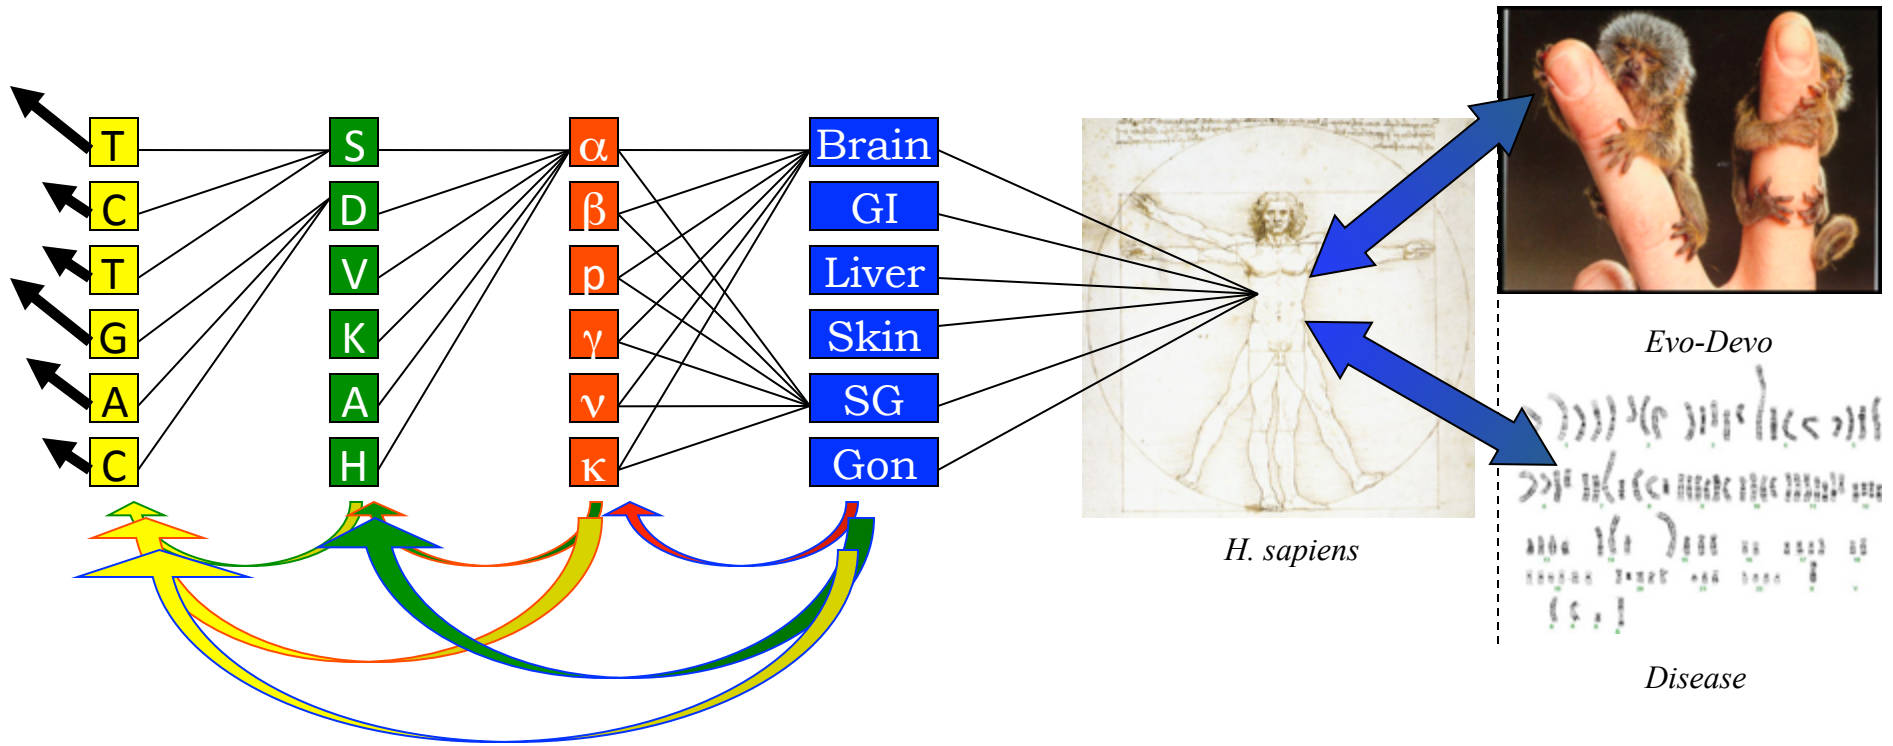 T S α Brain
C D β GI
T V p Liver
G K γ Skin
A A ν SG
C H κ Gon
H. sapiens
Evo-Devo
Disease